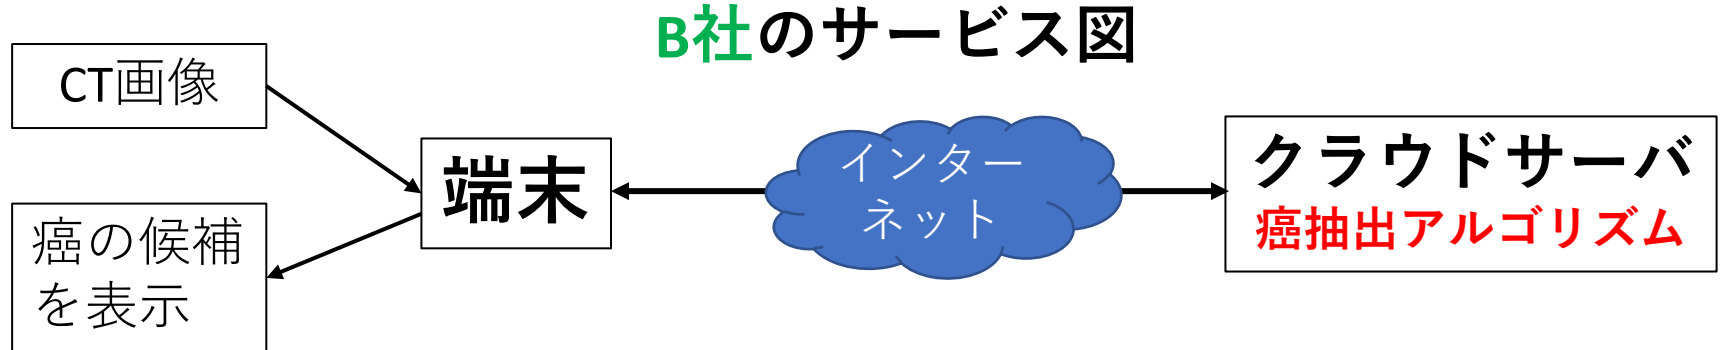 B社のサービス図
CT画像
端末
癌の候補
を表示
インター
ネット
クラウドサーバ
癌抽出アルゴリズム